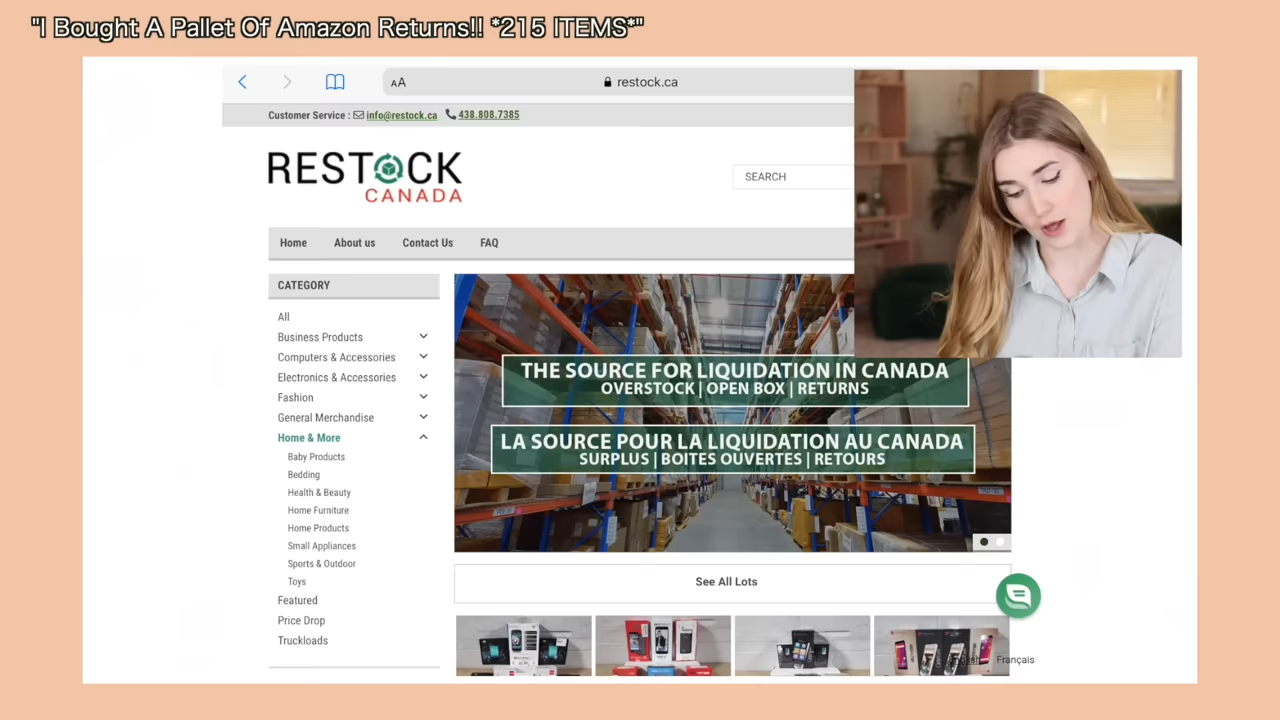 "I Bought A Pallet Of Amazon Returns!! *215 ITEMS*"
AA
restock.ca
Customer Service : info@restock.ca 438.808.7385
RESTOCK
CANADA
SEARCH
Home About us Contact Us FAQ
CATEGORY
All
Business Products
Computers & Accessories
Electronics & Accessories
Fashion
General Merchandise
Home & More
Baby Products
Bedding
Health & Beauty
Home Furniture
Home Products
Small Appliances
Sports & Outdoor
Toys
Featured
Price Drop
Truckloads
THE SOURCE FOR LIQUIDATION IN CANADA
OVERSTOCK | OPEN BOX | RETURNS
LA SOURCE POUR LA LIQUIDATION AU CANADA
SURPLUS | BOITES OUVERTES | RETOURS
See All Lots
English Français